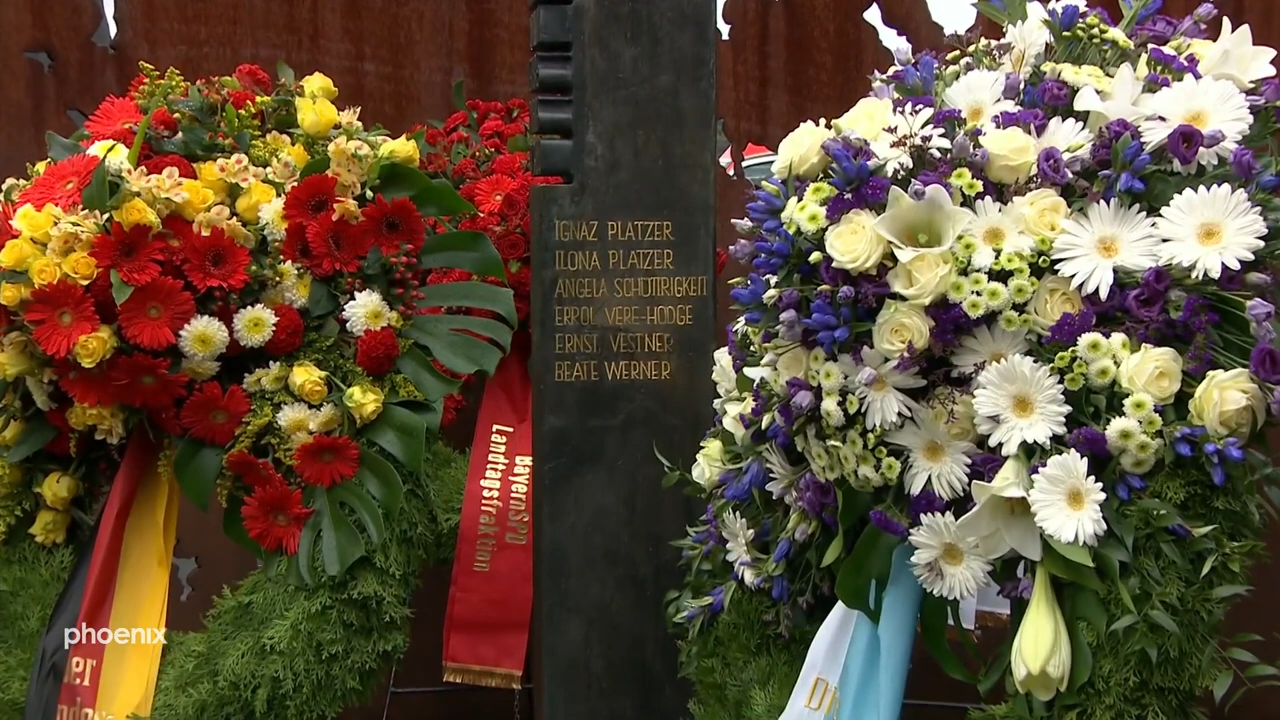 IGNAZ PLATZER
ILONA PLATZER
ANGELA SCHÜTTRIGKEIT
ERROL VERE-HODGE
ERNST VESTNER
BEATE WERNER
BayernSPD
Landtagsfraktion
phoenix